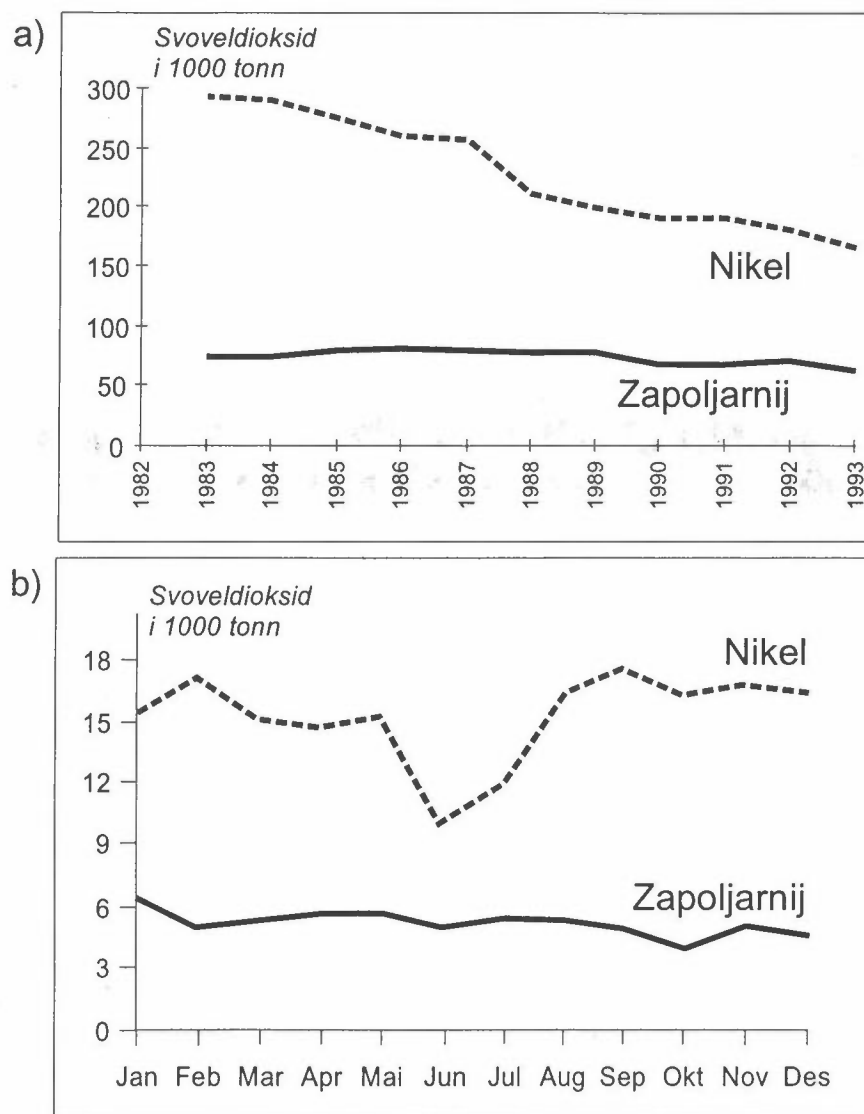 a)
Svoveldioksid
i 1000 tonn
300
250
200
150
100
50
0
Nikel
Zapoljarnij
1982 1983 1984 1985 1986 1987 1988 1989 1990 1991 1992 1993
b)
Svoveldioksid
i 1000 tonn
18
15
12
9
6
3
0
Nikel
Zapoljarnij
Jan Feb Mar Apr Mai Jun Jul Aug Sep Okt Nov Des